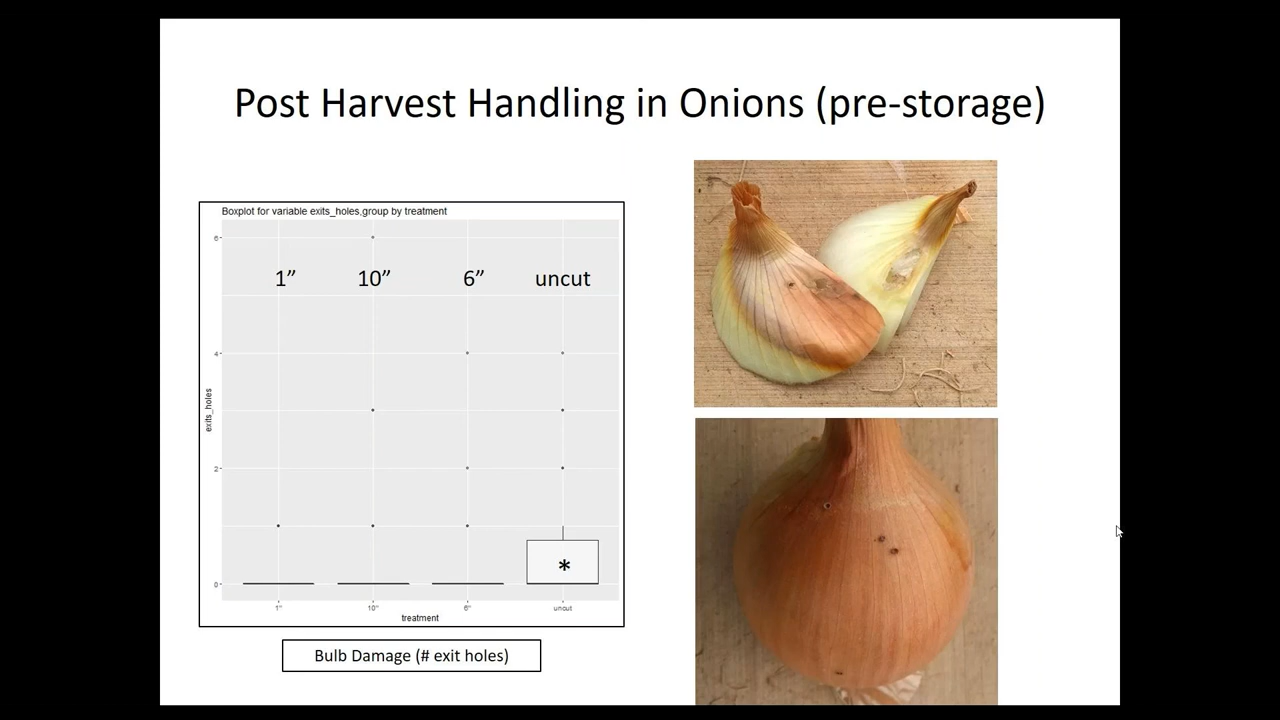 Post Harvest Handling in Onions (pre-storage)
Boxplot for variable exits_holes,group by treatment
1” 10” 6” uncut
6
4
2
0
exits_holes
*
1" 10" 6" uncut
treatment
Bulb Damage (# exit holes)